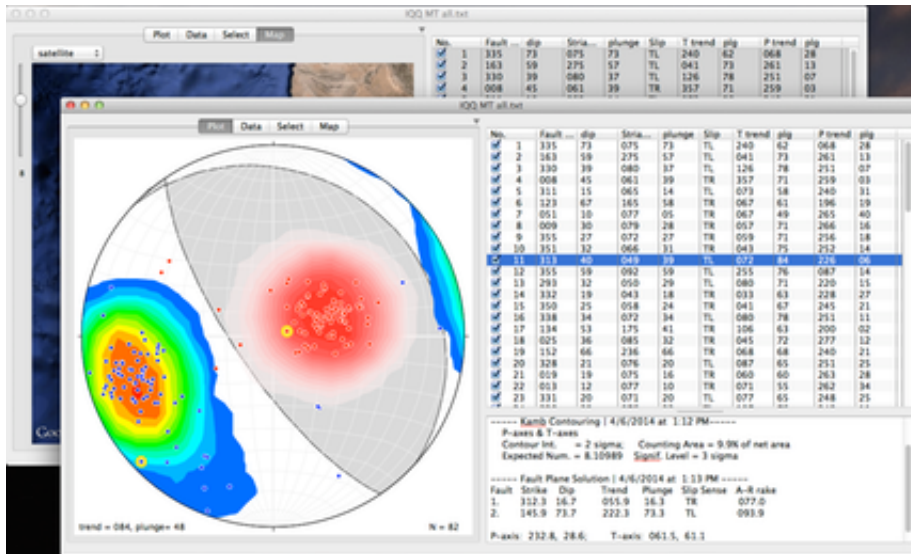 IQQ MT all.txt
Plot Data Select Map
satellite
No. Fault ... dip Stria... plunge Slip T trend plg P trend plg
1 335 73 075 73 TL 240 62 068 28
2 163 59 275 57 TL 041 73 261 13
3 330 39 080 37 TL 126 78 251 07
4 008 45 061 39 TR 357 71 259 03
8
IQQ MT all.txt
Plot Data Select Map
No. Fault ... dip Stria... plunge Slip T trend plg P trend plg
1 335 73 075 73 TL 240 62 068 28
2 163 59 275 57 TL 041 73 261 13
3 330 39 080 37 TL 126 78 251 07
4 008 45 061 39 TR 357 71 259 03
5 311 15 065 14 TL 073 58 240 31
6 123 67 165 58 TR 067 61 196 19
7 051 10 077 05 TR 067 49 265 40
8 009 30 079 28 TR 057 71 266 16
9 355 27 072 27 TR 059 71 256 18
10 351 32 066 31 TR 043 75 252 14
11 313 40 049 39 TL 072 84 226 06
12 355 59 092 59 TL 255 76 087 14
13 293 32 050 29 TL 080 71 220 15
14 332 19 043 18 TR 033 63 228 27
15 350 25 058 24 TR 041 67 245 21
16 338 34 072 34 TL 080 78 251 11
17 134 53 175 41 TR 106 63 200 02
18 025 36 085 32 TR 045 72 277 12
19 152 66 236 66 TR 068 68 240 21
20 328 21 076 20 TL 087 65 251 25
21 019 19 075 16 TR 060 60 263 28
22 013 12 077 10 TR 071 55 262 34
23 331 20 071 20 TL 077 65 248 25
trend = 084, plunge= 48
N = 82
----- Kamb Contouring | 4/6/2014 at 1:12 PM-----
P-axes & T-axes
Contour Int. = 2 sigma; Counting Area = 9.9% of net area
Expected Num. = 8.10989 Signif. Level = 3 sigma
----- Fault Plane Solution | 4/6/2014 at 1:13 PM-----
Fault Strike Dip Trend Plunge Slip Sense A-R rake
1. 312.3 16.7 055.9 16.3 TR 077.0
2. 145.9 73.7 222.3 73.3 TL 093.9
P-axis: 232.8, 28.6; T-axis: 061.5, 61.1